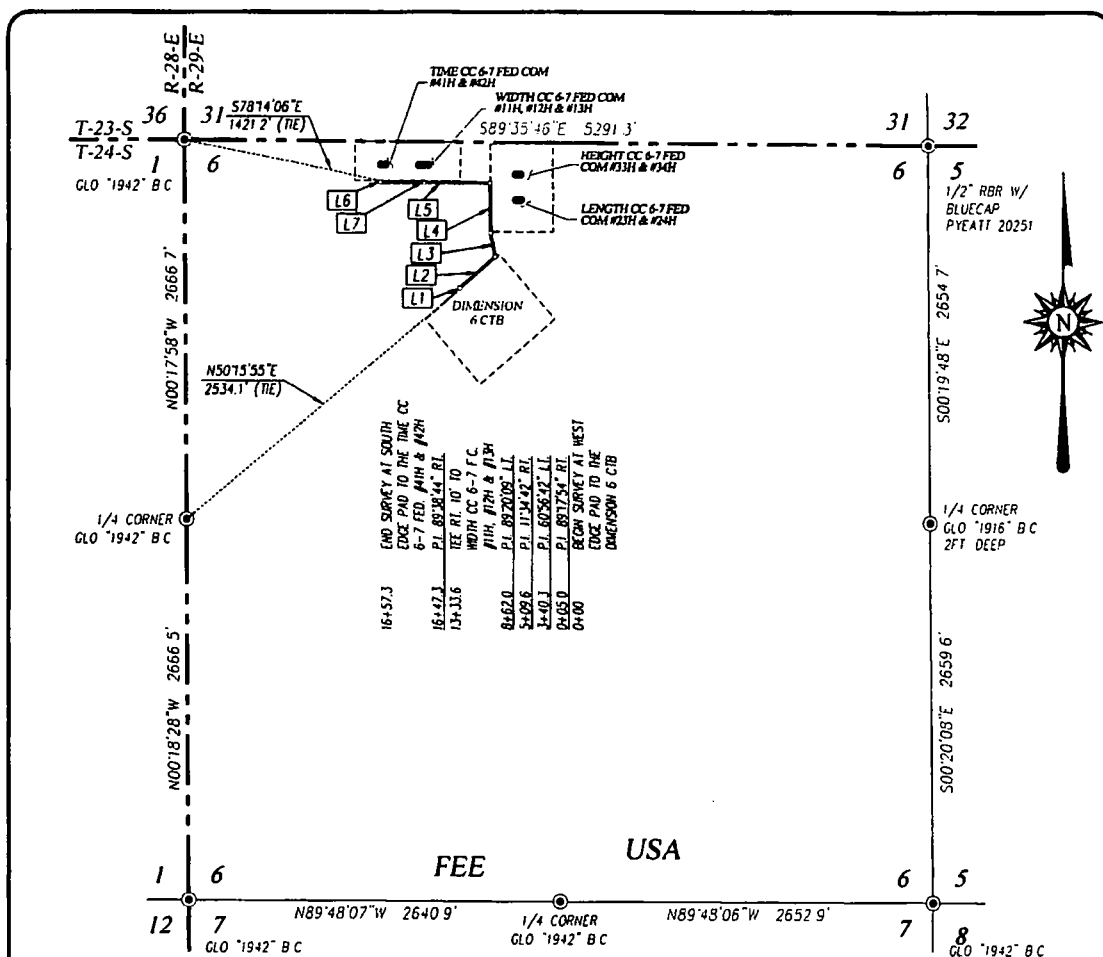 R-28-E
R-29-E
TIME CC 6-7 FED COM
#41H & #42H
WIDTH CC 6-7 FED COM
#11H, #12H & #13H
36
31
S78°14'06"E
1421 2' (TIE)
S89°35'46"E 5291 3'
31
32
T-23-S
T-24-S
1
6
6
5
GLO "1942" B C
HEIGHT CC 6-7 FED
COM #33H & #34H
LENGTH CC 6-7 FED
COM #23H & #24H
1/2" RBR W/
BLUECAP
PYEATT 20251
L6
L7
L5
L4
L3
L2
L1
DIMENSION
6 CTB
N00°17'58"W 2666 7'
S00°19'48"E 2654 7'
N
N50°15'55"E
2534.1' (TIE)
END SURVEY AT SOUTH
EDGE PAD TO THE TIME CC
16+57.3 6-7 FED. #41H & #42H
16+47.3 P.I. 89°38'44" RT.
TEE RT. 10' TO
WIDTH CC 6-7 F.C.
13+33.6 #11H, #12H & #13H
8+62.0 P.I. 89°20'09" LT.
5+09.6 P.I. 11°34'42" RT.
3+40.3 P.I. 60°56'42" LT.
0+05.0 P.I. 89°17'54" RT.
0+00 BEGIN SURVEY AT WEST
EDGE PAD TO THE
DIMENSION 6 CTB
1/4 CORNER
GLO "1942" B C
1/4 CORNER
GLO "1916" B C
2FT DEEP
N00°18'28"W 2666 5'
S00°20'08"E 2659 6'
FEE
USA
1
6
6
5
N89°48'07"W 2640 9'
1/4 CORNER
GLO "1942" B C
N89°48'06"W 2652 9'
12
7
GLO "1942" B C
7
8
GLO "1942" B C